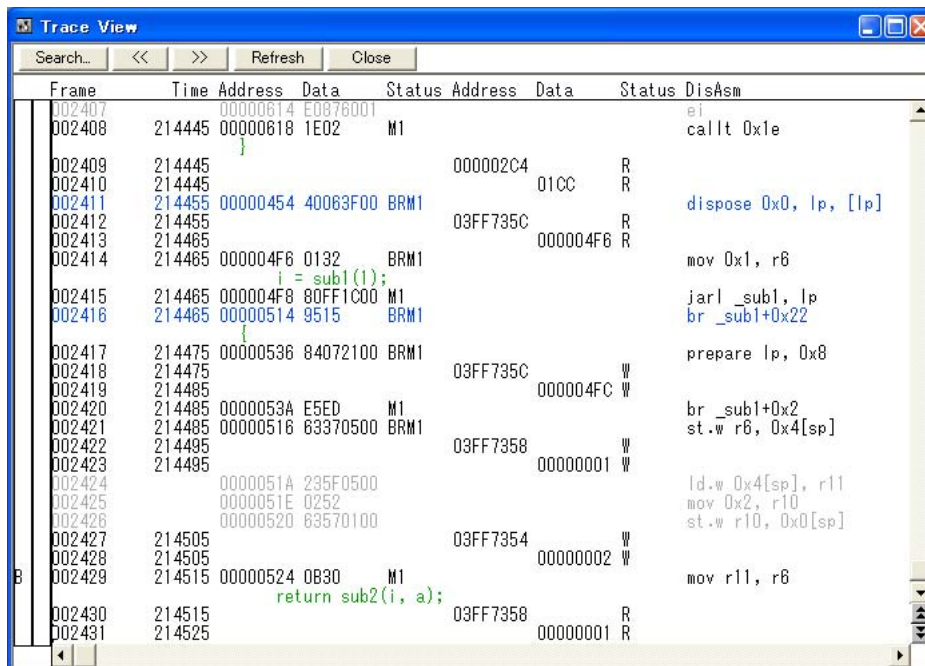 Trace View
Search... << >> Refresh Close
Frame Time Address Data Status Address Data Status DisAsm
002407 00000614 E0876001 ei
002408 214445 00000618 1E02 M1 callt 0x1e
}
002409 214445 000002C4 R
002410 214445 01CC R
002411 214455 00000454 40063F00 BRM1 dispose 0x0, lp, [lp]
002412 214455 03FF735C R
002413 214465 000004F6 R
002414 214465 000004F6 0132 BRM1 mov 0x1, r6
i = sub1(1);
002415 214465 000004F8 80FF1C00 M1 jarl _sub1, lp
002416 214465 00000514 9515 BRM1 br _sub1+0x22
{
002417 214475 00000536 84072100 BRM1 prepare lp, 0x8
002418 214475 03FF735C W
002419 214485 000004FC W
002420 214485 0000053A E5ED M1 br _sub1+0x2
002421 214485 00000516 63370500 BRM1 st.w r6, 0x4[sp]
002422 214495 03FF7358 W
002423 214495 00000001 W
002424 0000051A 235F0500 ld.w 0x4[sp], r11
002425 0000051E 0252 mov 0x2, r10
002426 00000520 63570100 st.w r10, 0x0[sp]
002427 214505 03FF7354 W
002428 214505 00000002 W
B 002429 214515 00000524 0B30 M1 mov r11, r6
return sub2(i, a);
002430 214515 03FF7358 R
002431 214525 00000001 R